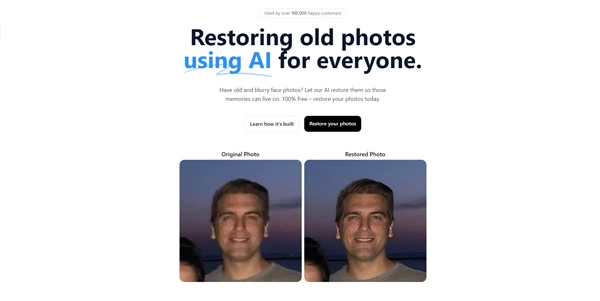 Used by over 100,000 happy customers
Restoring old photos
using AI for everyone.
Have old and blurry face photos? Let our AI restore them so those
memories can live on. 100% free – restore your photos today.
Learn how it's built
Restore your photos
Original Photo
Restored Photo